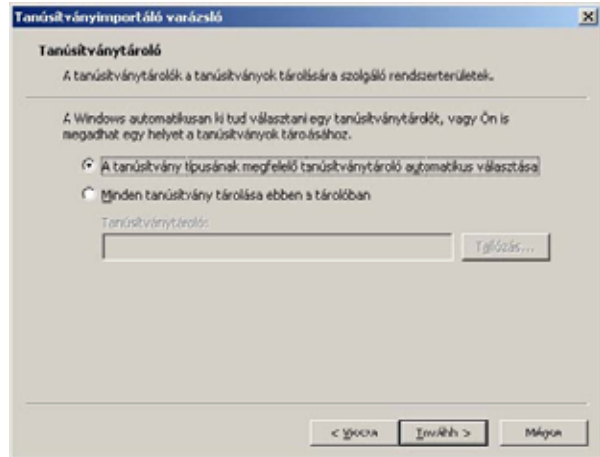 Tanúsítványimportáló varázsló
Tanúsítványtároló
A tanúsítványtárolók a tanúsítványok tárolására szolgáló rendszerterületek.
A Windows automatikusan ki tud választani egy tanúsítványtárolót, vagy Ön is
megadhat egy helyet a tanúsítványok tároásához.
A tanúsítvány típusának megfelelő tanúsítványtároló automatikus választása
Minden tanúsítvány tárolása ebben a tárolóban
Tanúsítványtároló:
Tallózás...
< Vissza
Tovább >
Mégse